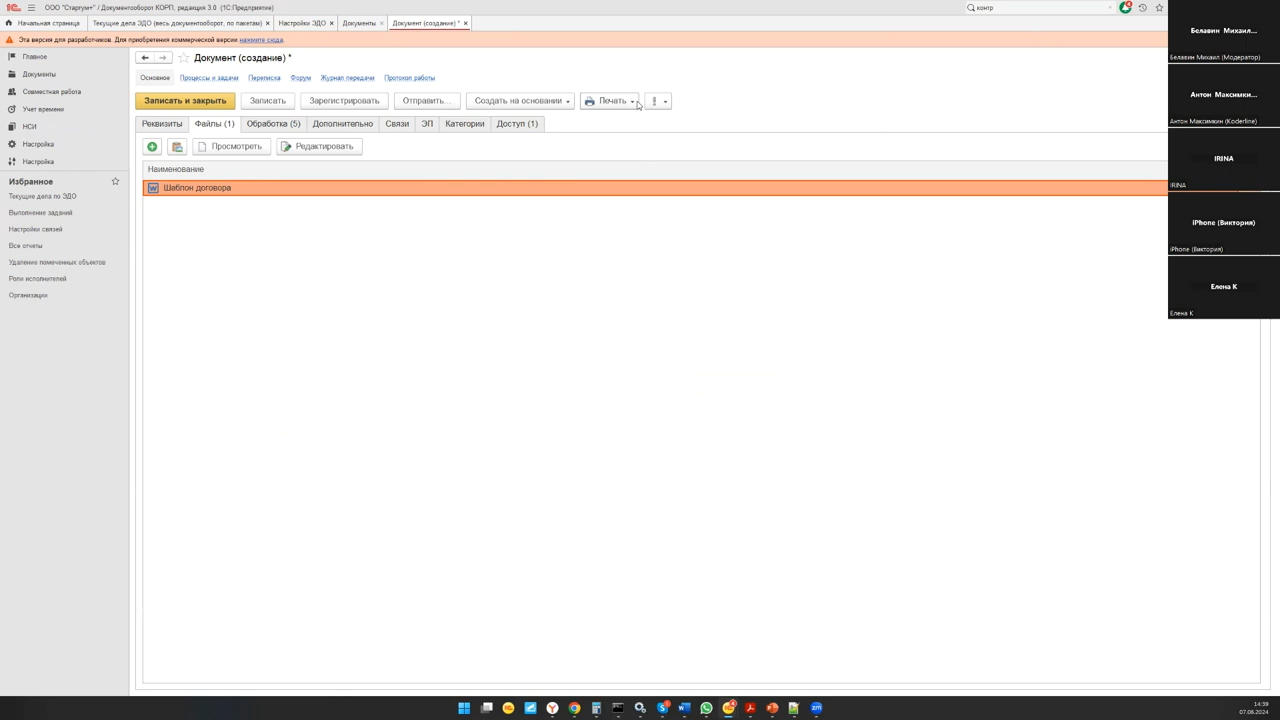 ООО "Старгум+" / Документооборот КОРП, редакция 3.0 (1С:Предприятие)
контр
4
Начальная страница
Текущие дела ЭДО (весь документооборот, по пакетам) ×
Настройки ЭДО ×
Документы ×
Документ (создание) * ×
Эта версия для разработчиков. Для приобретения коммерческой версии нажмите сюда.
Главное
Документы
Совместная работа
Учет времени
НСИ
Настройка
Настройка
Избранное
Текущие дела по ЭДО
Выполнение заданий
Настройки связей
Все отчеты
Удаление помеченных объектов
Роли исполнителей
Организации
Документ (создание) *
Основное Процессы и задачи Переписка Форум Журнал передачи Протокол работы
Записать и закрыть Записать Зарегистрировать Отправить... Создать на основании Печать
Реквизиты Файлы (1) Обработка (5) Дополнительно Связи ЭП Категории Доступ (1)
Просмотреть Редактировать
Наименование
Шаблон договора
Белавин Михаил...
Белавин Михаил (Модератор)
Антон Максимки...
Антон Максимкин (Koderline)
IRINA
IRINA
iPhone (Виктория)
iPhone (Виктория)
Елена К
Елена К
14:39
07.08.2024